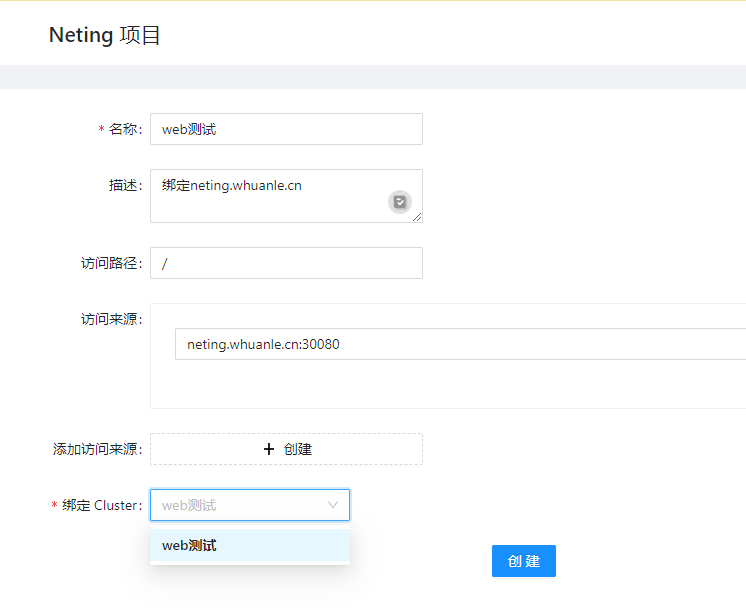 Neting 项目
* 名称: web测试
描述: 绑定neting.whuanle.cn
访问路径: /
访问来源:
neting.whuanle.cn:30080
添加访问来源: + 创建
* 绑定 Cluster: web测试
web测试
创 建